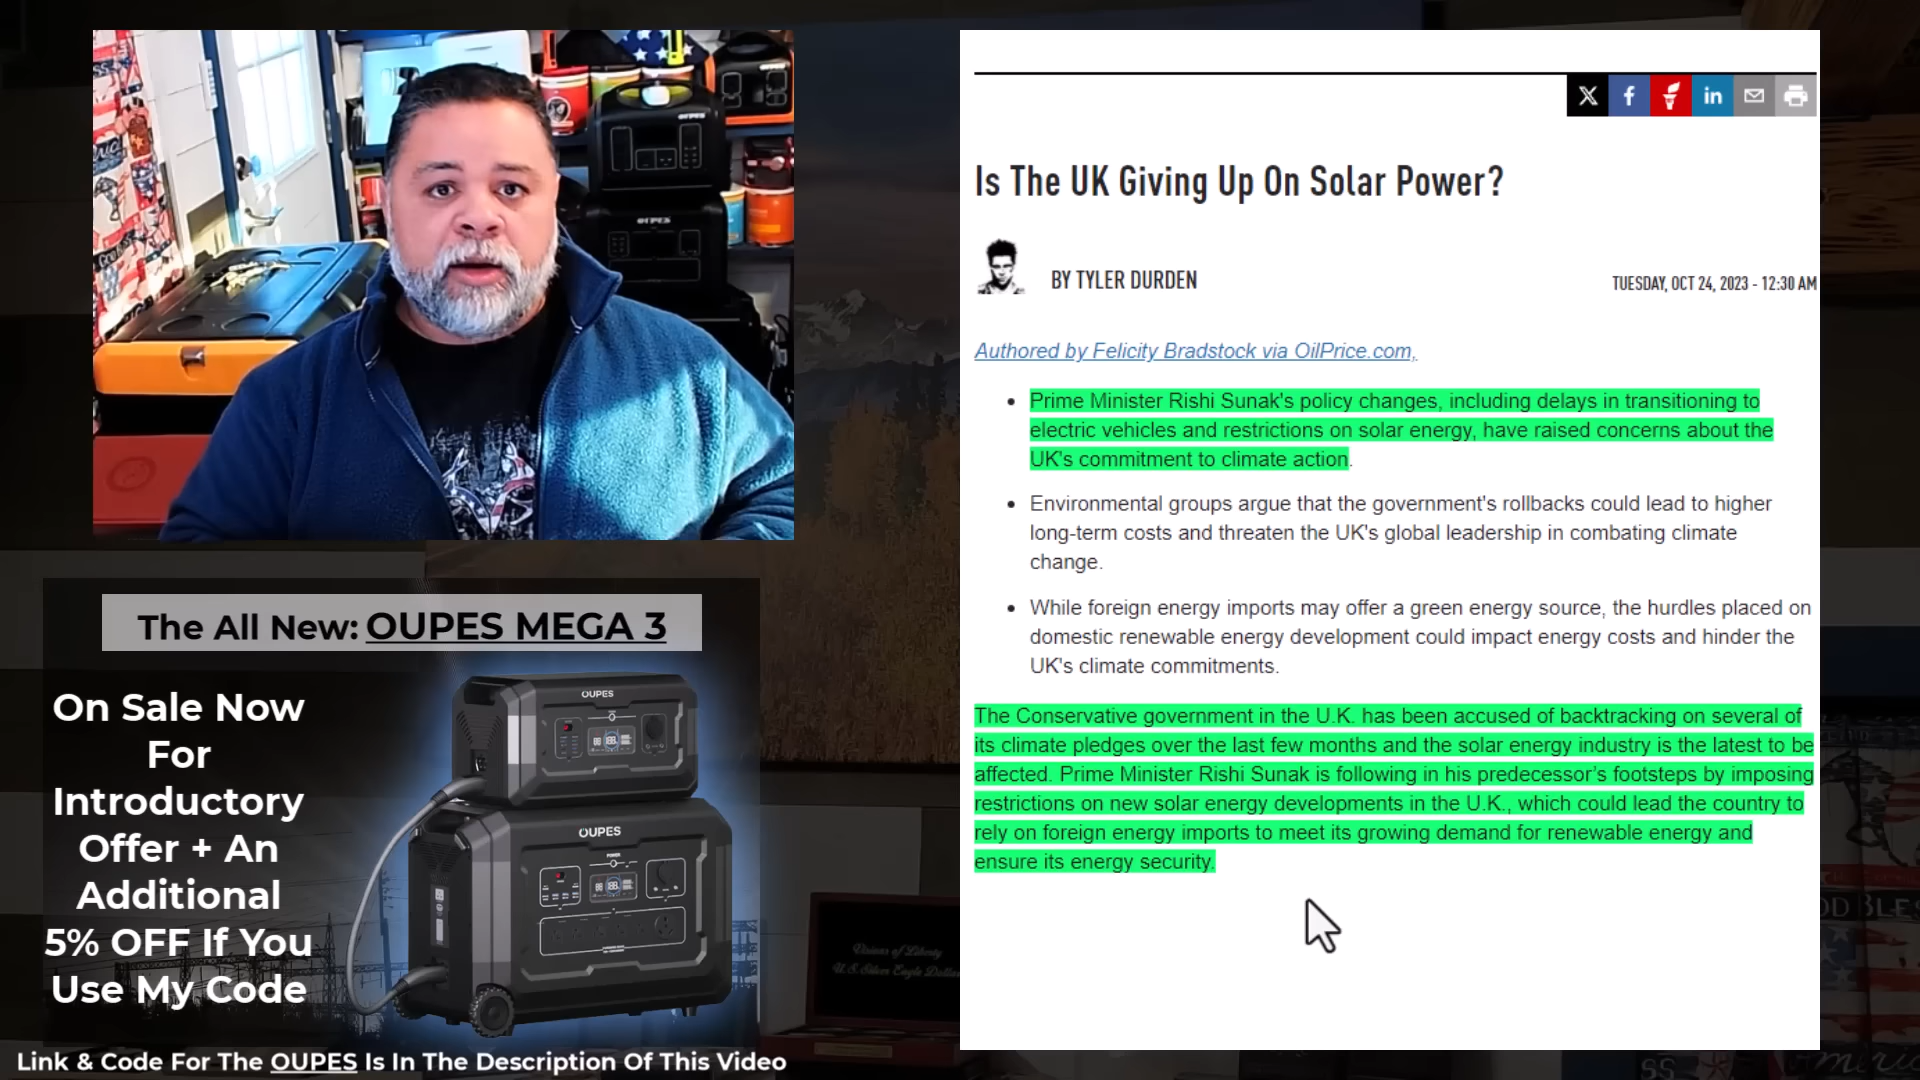 OUPES
OUPES
The All New: OUPES MEGA 3
On Sale Now
For
Introductory
Offer + An
Additional
5% OFF If You
Use My Code
OUPES
OUPES
POWER
Link & Code For The OUPES Is In The Description Of This Video
Is The UK Giving Up On Solar Power?
BY TYLER DURDEN
TUESDAY, OCT 24, 2023 - 12:30 AM
Authored by Felicity Bradstock via OilPrice.com,
• Prime Minister Rishi Sunak's policy changes, including delays in transitioning to
electric vehicles and restrictions on solar energy, have raised concerns about the
UK's commitment to climate action.
• Environmental groups argue that the government's rollbacks could lead to higher
long-term costs and threaten the UK's global leadership in combating climate
change.
• While foreign energy imports may offer a green energy source, the hurdles placed on
domestic renewable energy development could impact energy costs and hinder the
UK's climate commitments.
The Conservative government in the U.K. has been accused of backtracking on several of
its climate pledges over the last few months and the solar energy industry is the latest to be
affected. Prime Minister Rishi Sunak is following in his predecessor’s footsteps by imposing
restrictions on new solar energy developments in the U.K., which could lead the country to
rely on foreign energy imports to meet its growing demand for renewable energy and
ensure its energy security.